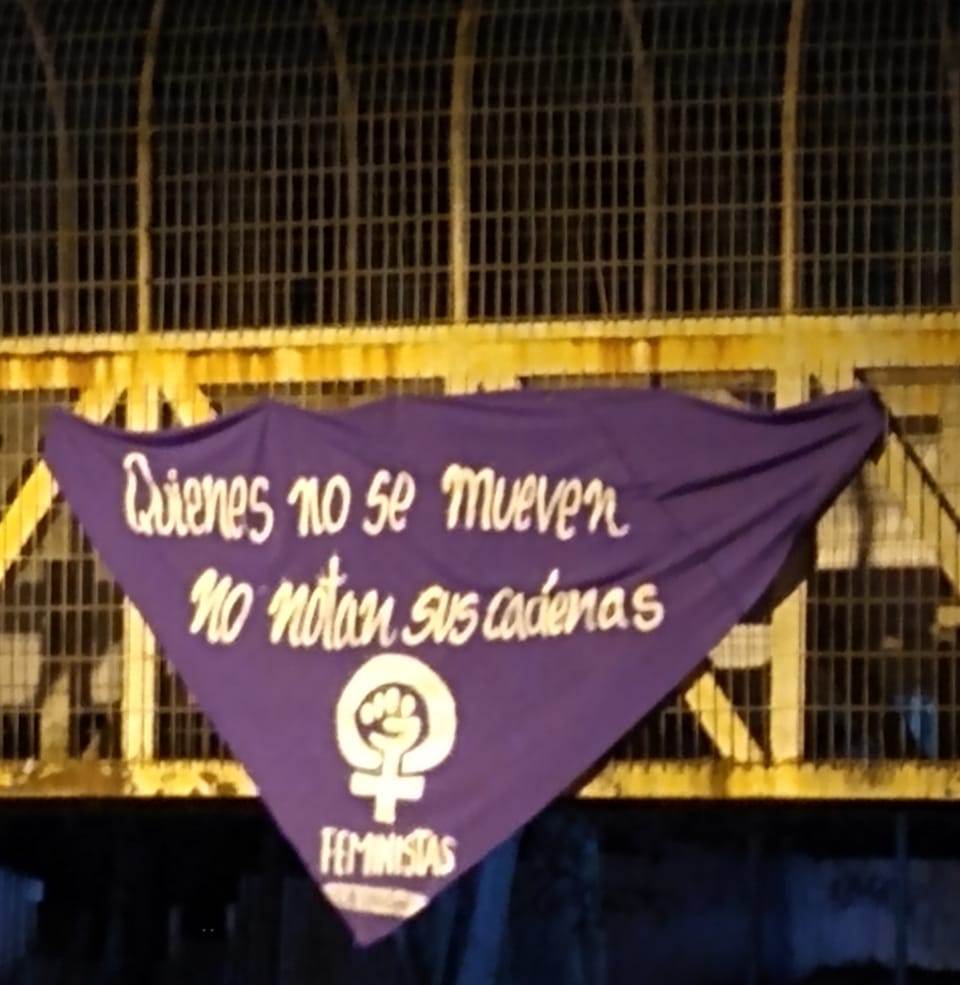 Quienes no se mueven
no notan sus cadenas
FEMINISTAS